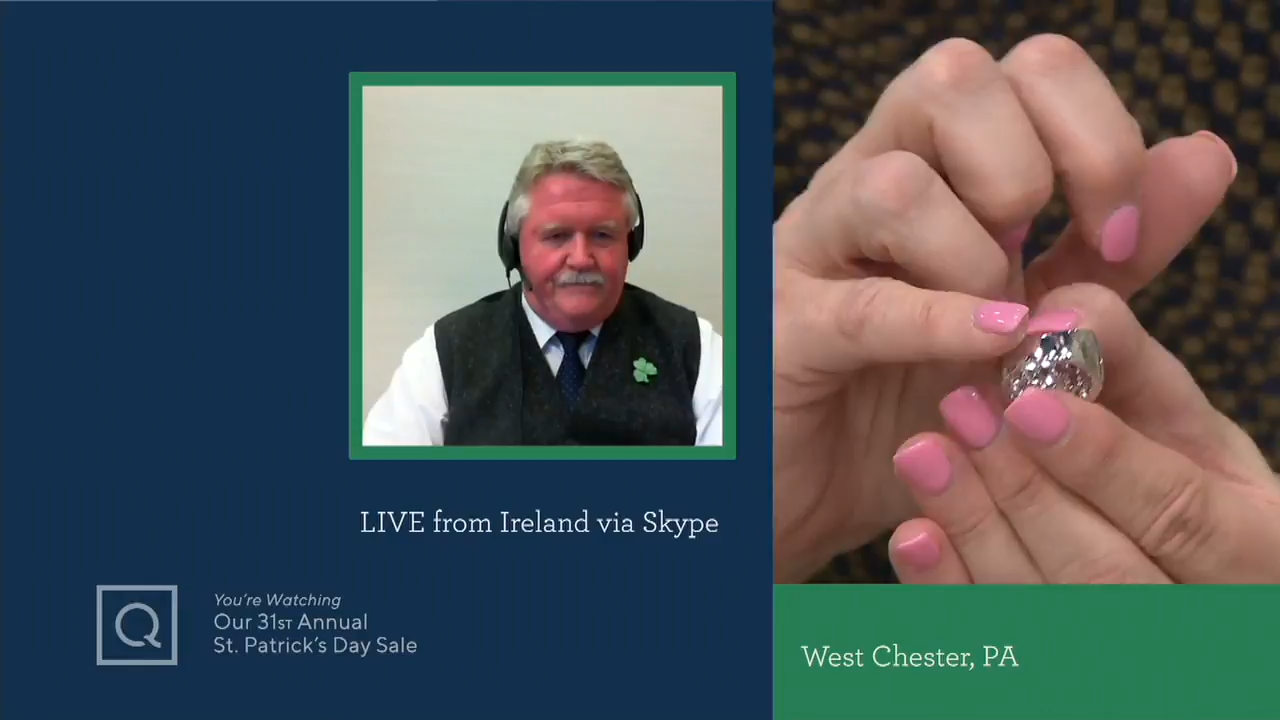 LIVE from Ireland via Skype
Q
You're Watching
Our 31ST Annual
St. Patrick's Day Sale
West Chester, PA